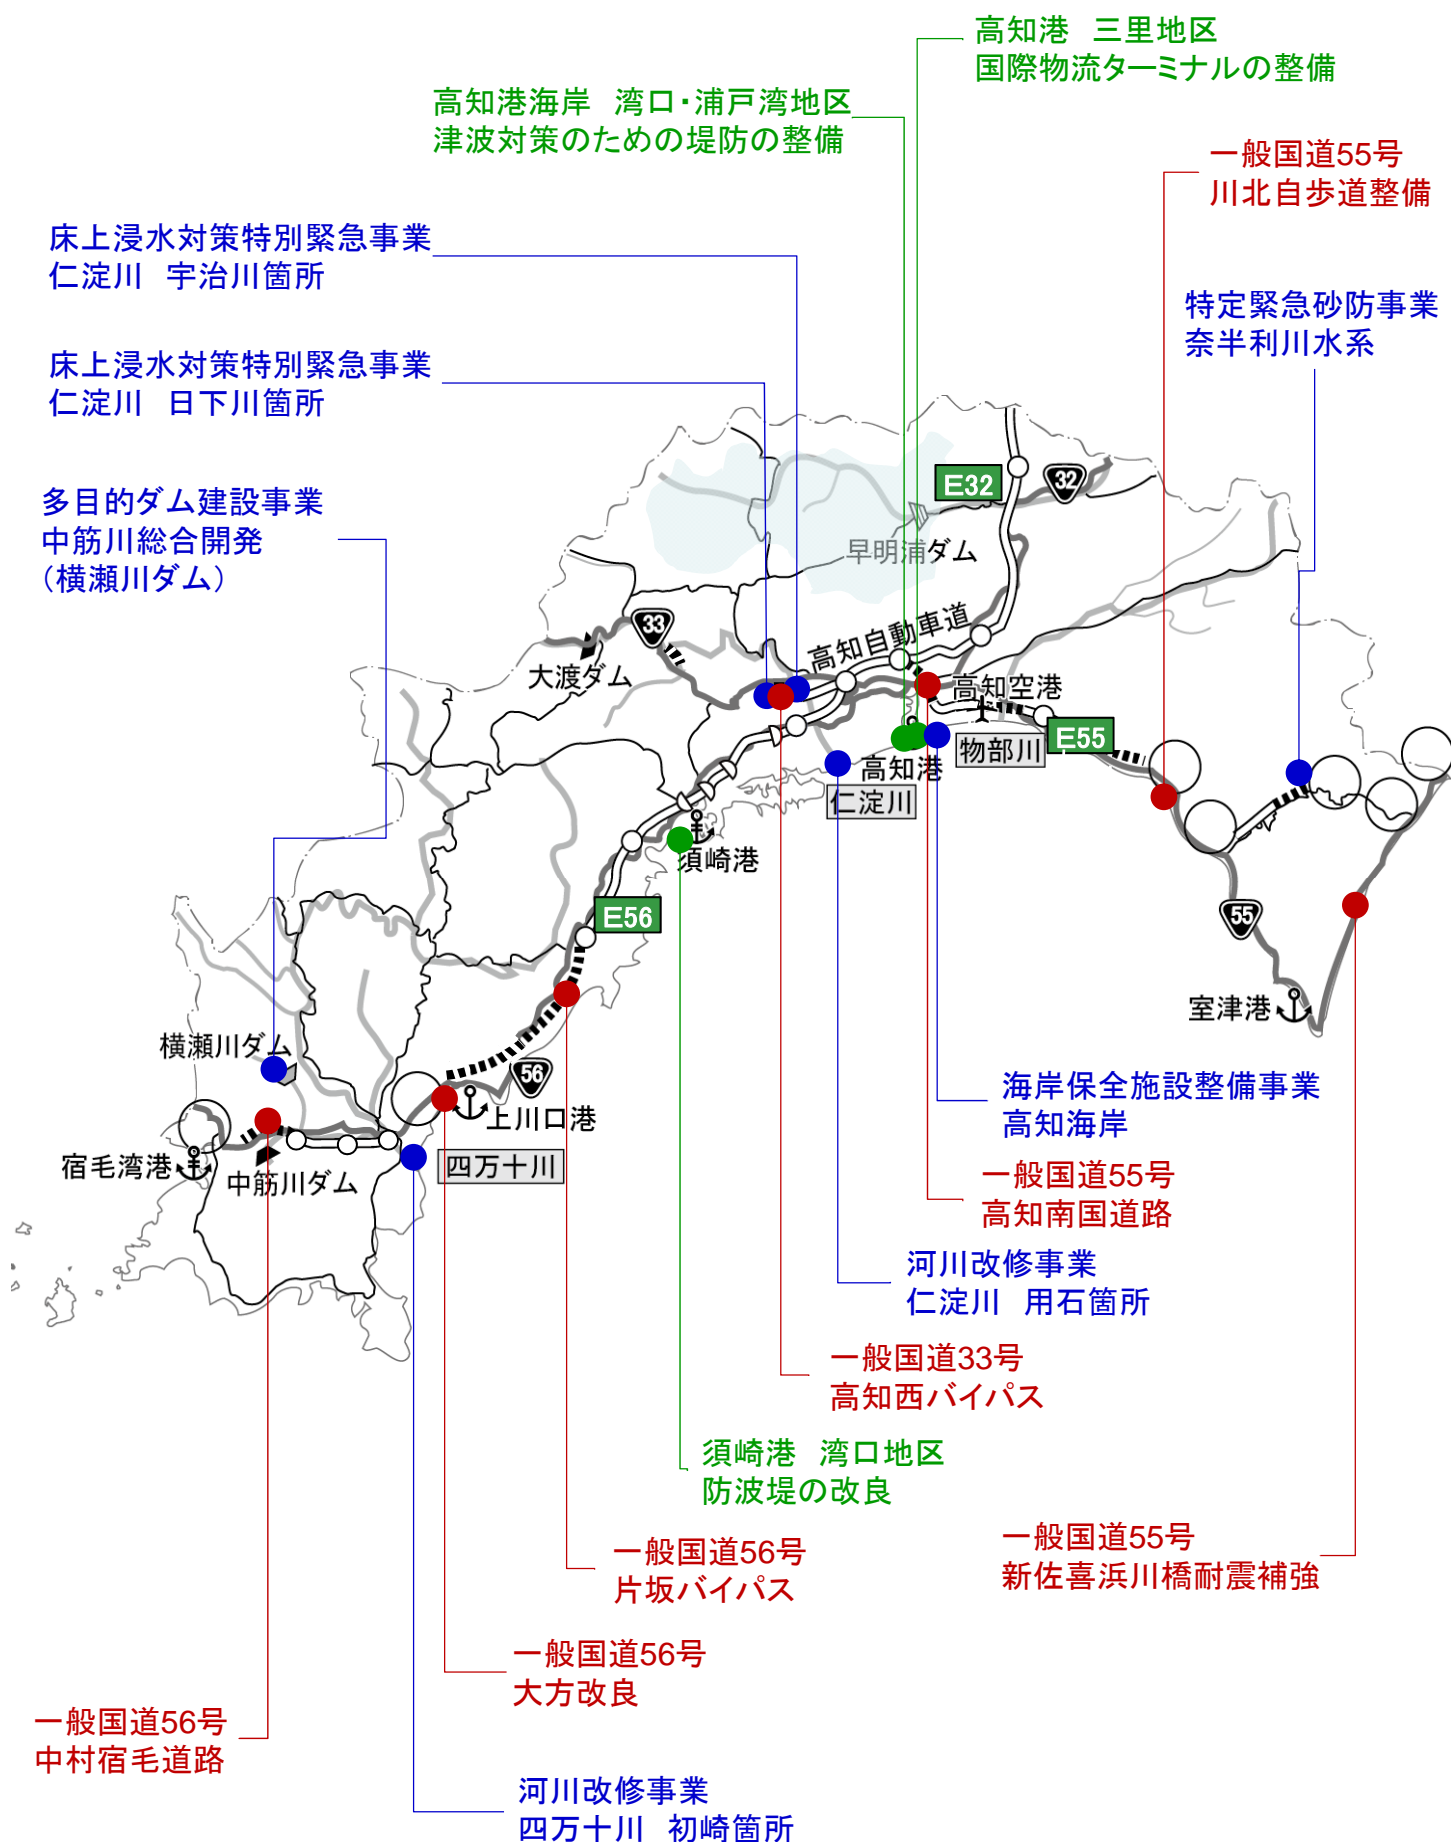 高知港　三里地区
国際物流ターミナルの整備
高知港海岸　湾口・浦戸湾地区
津波対策のための堤防の整備
一般国道55号
川北自歩道整備
床上浸水対策特別緊急事業
仁淀川　宇治川箇所
特定緊急砂防事業
奈半利川水系
床上浸水対策特別緊急事業
仁淀川　日下川箇所
多目的ダム建設事業
中筋川総合開発
（横瀬川ダム）
E32
32
早明浦ダム
33
高知自動車道
大渡ダム
高知空港
E55
物部川
高知港
仁淀川
須崎港
E56
55
室津港
横瀬川ダム
56
上川口港
宿毛湾港
中筋川ダム
四万十川
海岸保全施設整備事業
高知海岸
一般国道55号
高知南国道路
河川改修事業
仁淀川　用石箇所
一般国道33号
高知西バイパス
須崎港　湾口地区
防波堤の改良
一般国道56号
片坂バイパス
一般国道55号
新佐喜浜川橋耐震補強
一般国道56号
大方改良
一般国道56号
中村宿毛道路
河川改修事業
四万十川　初崎箇所